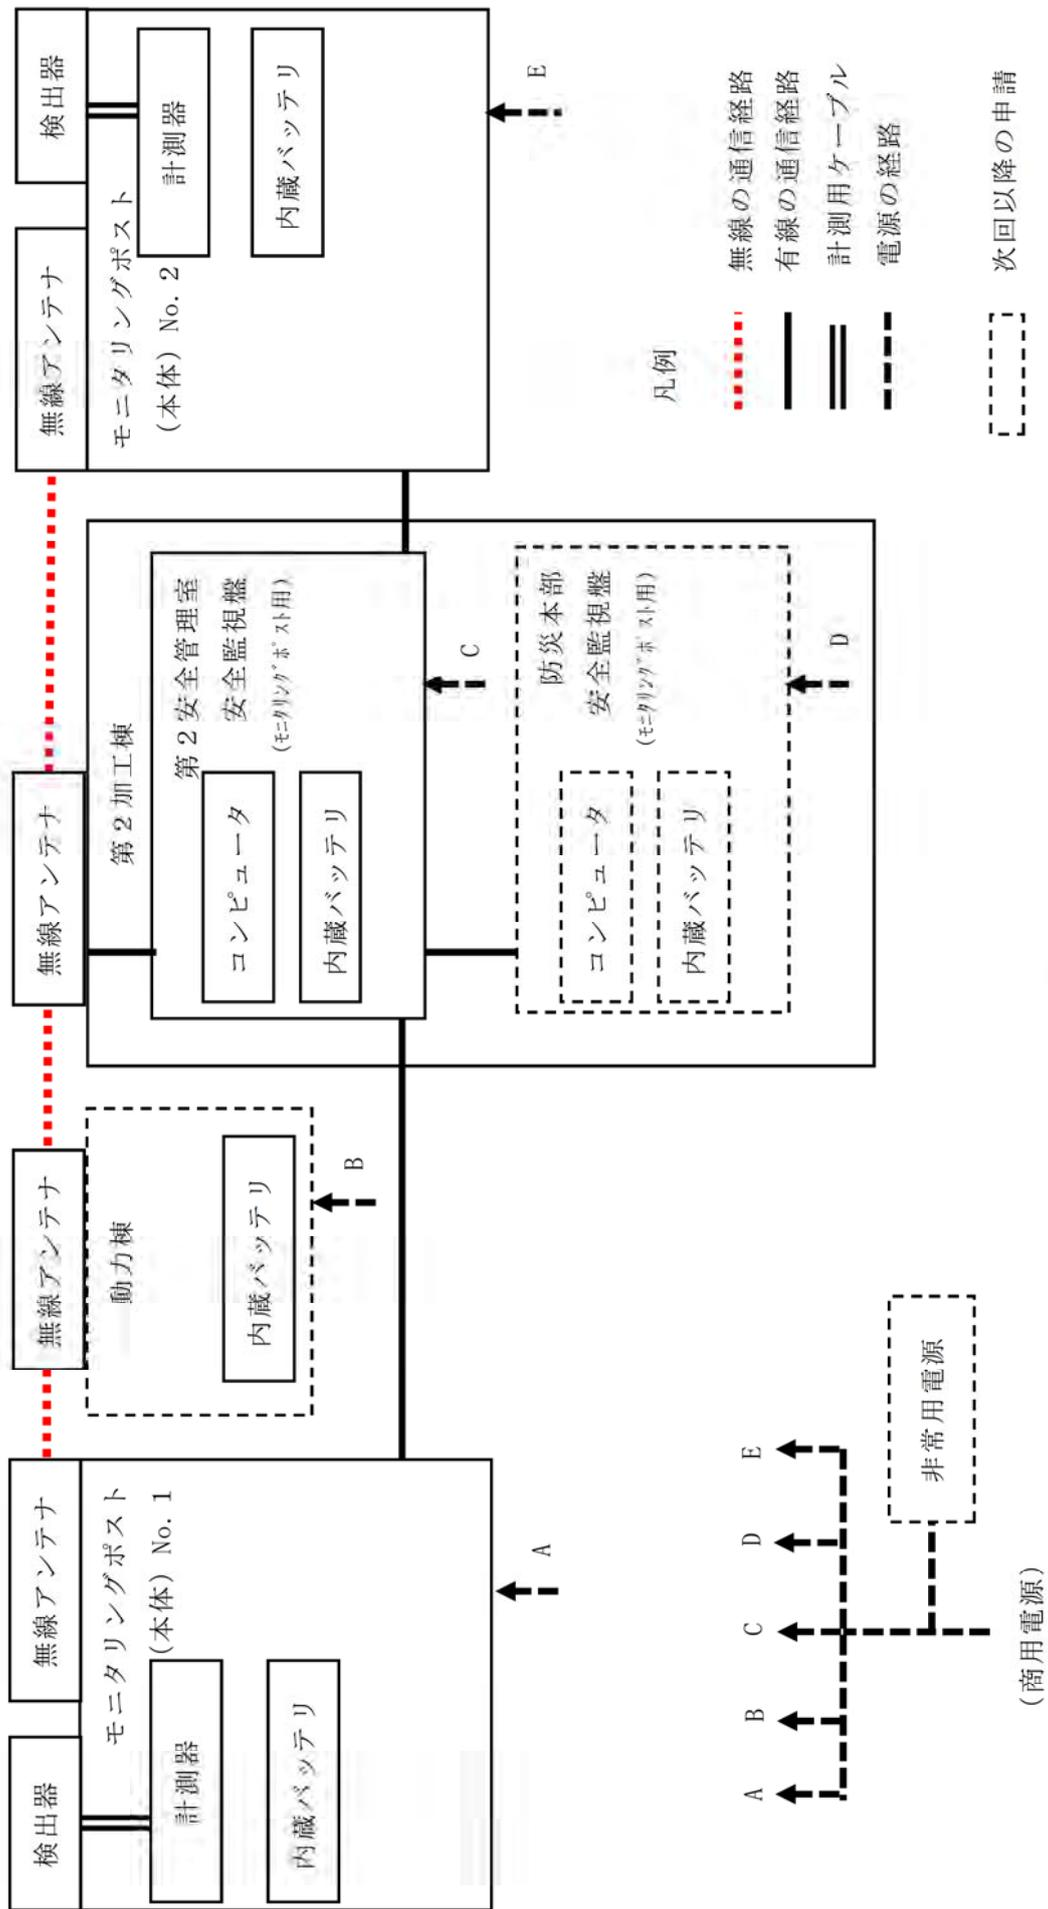 検出器
無線アンテナ
モニタリングポスト
(本体) No. 1
計測器
内蔵バッテリ
A
無線アンテナ
動力棟
内蔵バッテリ
B
無線アンテナ
第2加工棟
第2安全管理室
安全監視盤
(モニタリングポスト用)
コンピュータ
内蔵バッテリ
C
防災本部
安全監視盤
(モニタリングポスト用)
コンピュータ
内蔵バッテリ
D
無線アンテナ
検出器
モニタリングポスト
(本体) No. 2
計測器
内蔵バッテリ
E
A
B
C
D
E
非常用電源
(商用電源)
凡例
無線の通信経路
有線の通信経路
計測用ケーブル
電源の経路
次回以降の申請